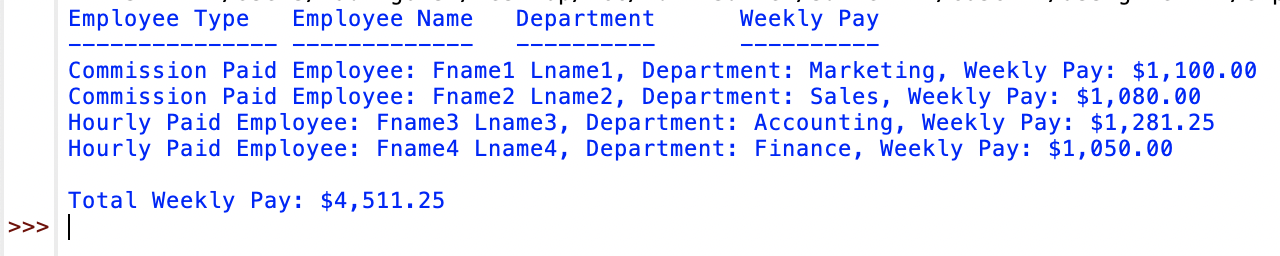 Employee Type   Employee Name   Department      Weekly Pay
--------------- -------------   ----------      ----------
Commission Paid Employee: Fname1 Lname1, Department: Marketing, Weekly Pay: $1,100.00
Commission Paid Employee: Fname2 Lname2, Department: Sales, Weekly Pay: $1,080.00
Hourly Paid Employee: Fname3 Lname3, Department: Accounting, Weekly Pay: $1,281.25
Hourly Paid Employee: Fname4 Lname4, Department: Finance, Weekly Pay: $1,050.00
Total Weekly Pay: $4,511.25
>>>